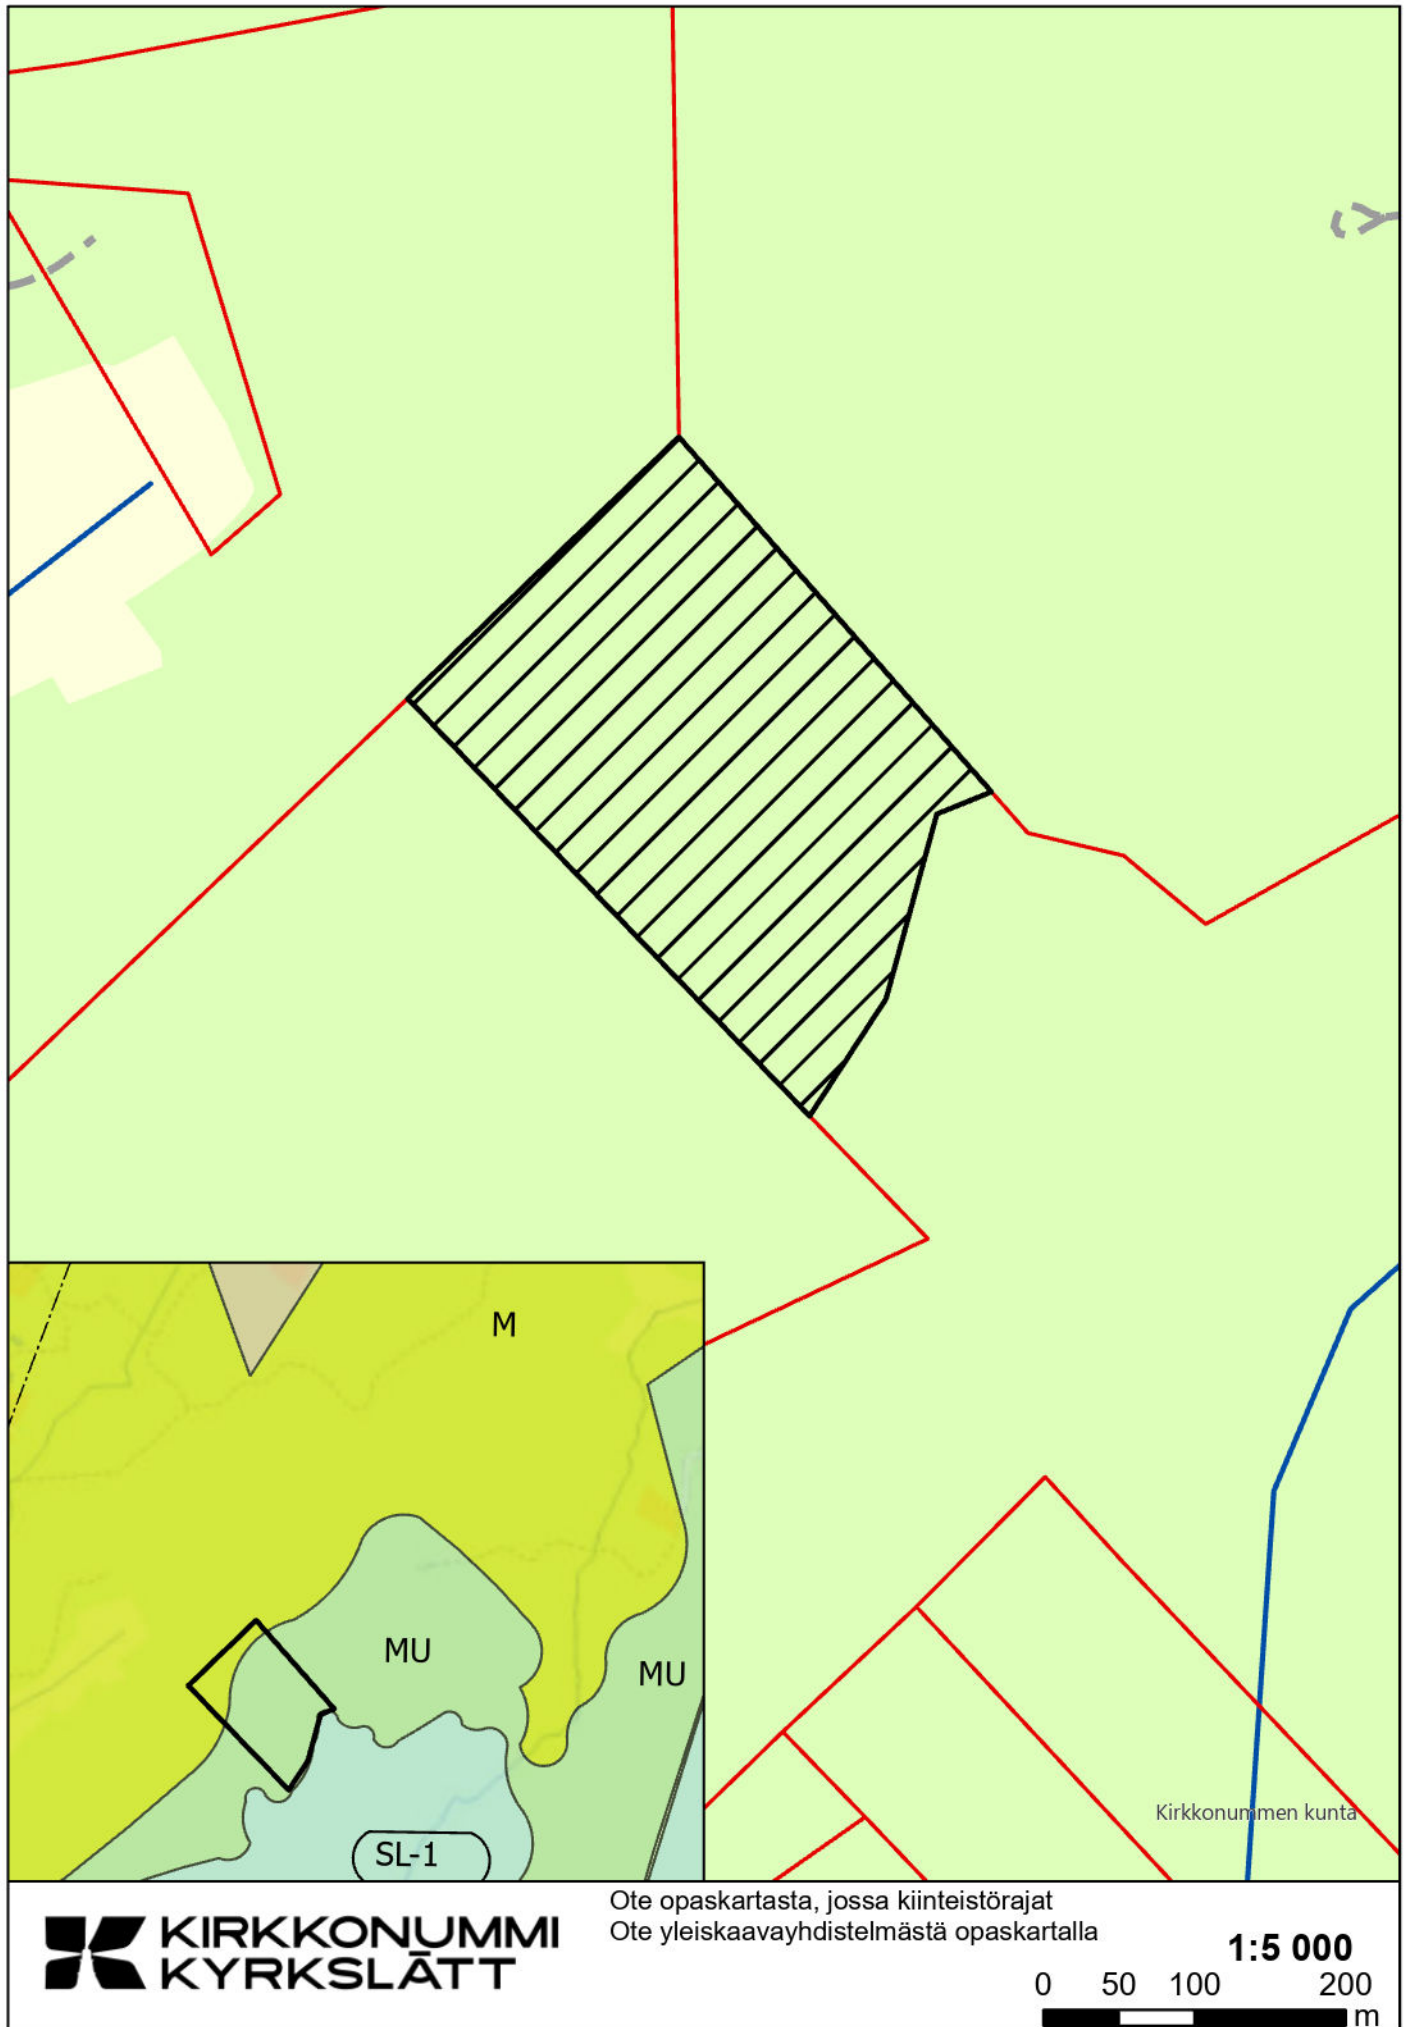 M
MU
MU
SL-1
Kirkkonummen kunta
KIRKKONUMMI
KYRKSLÄTT
Ote opaskartasta, jossa kiinteistörajat
Ote yleiskaavayhdistelmästä opaskartalla
1:5 000
0 50 100 200
m